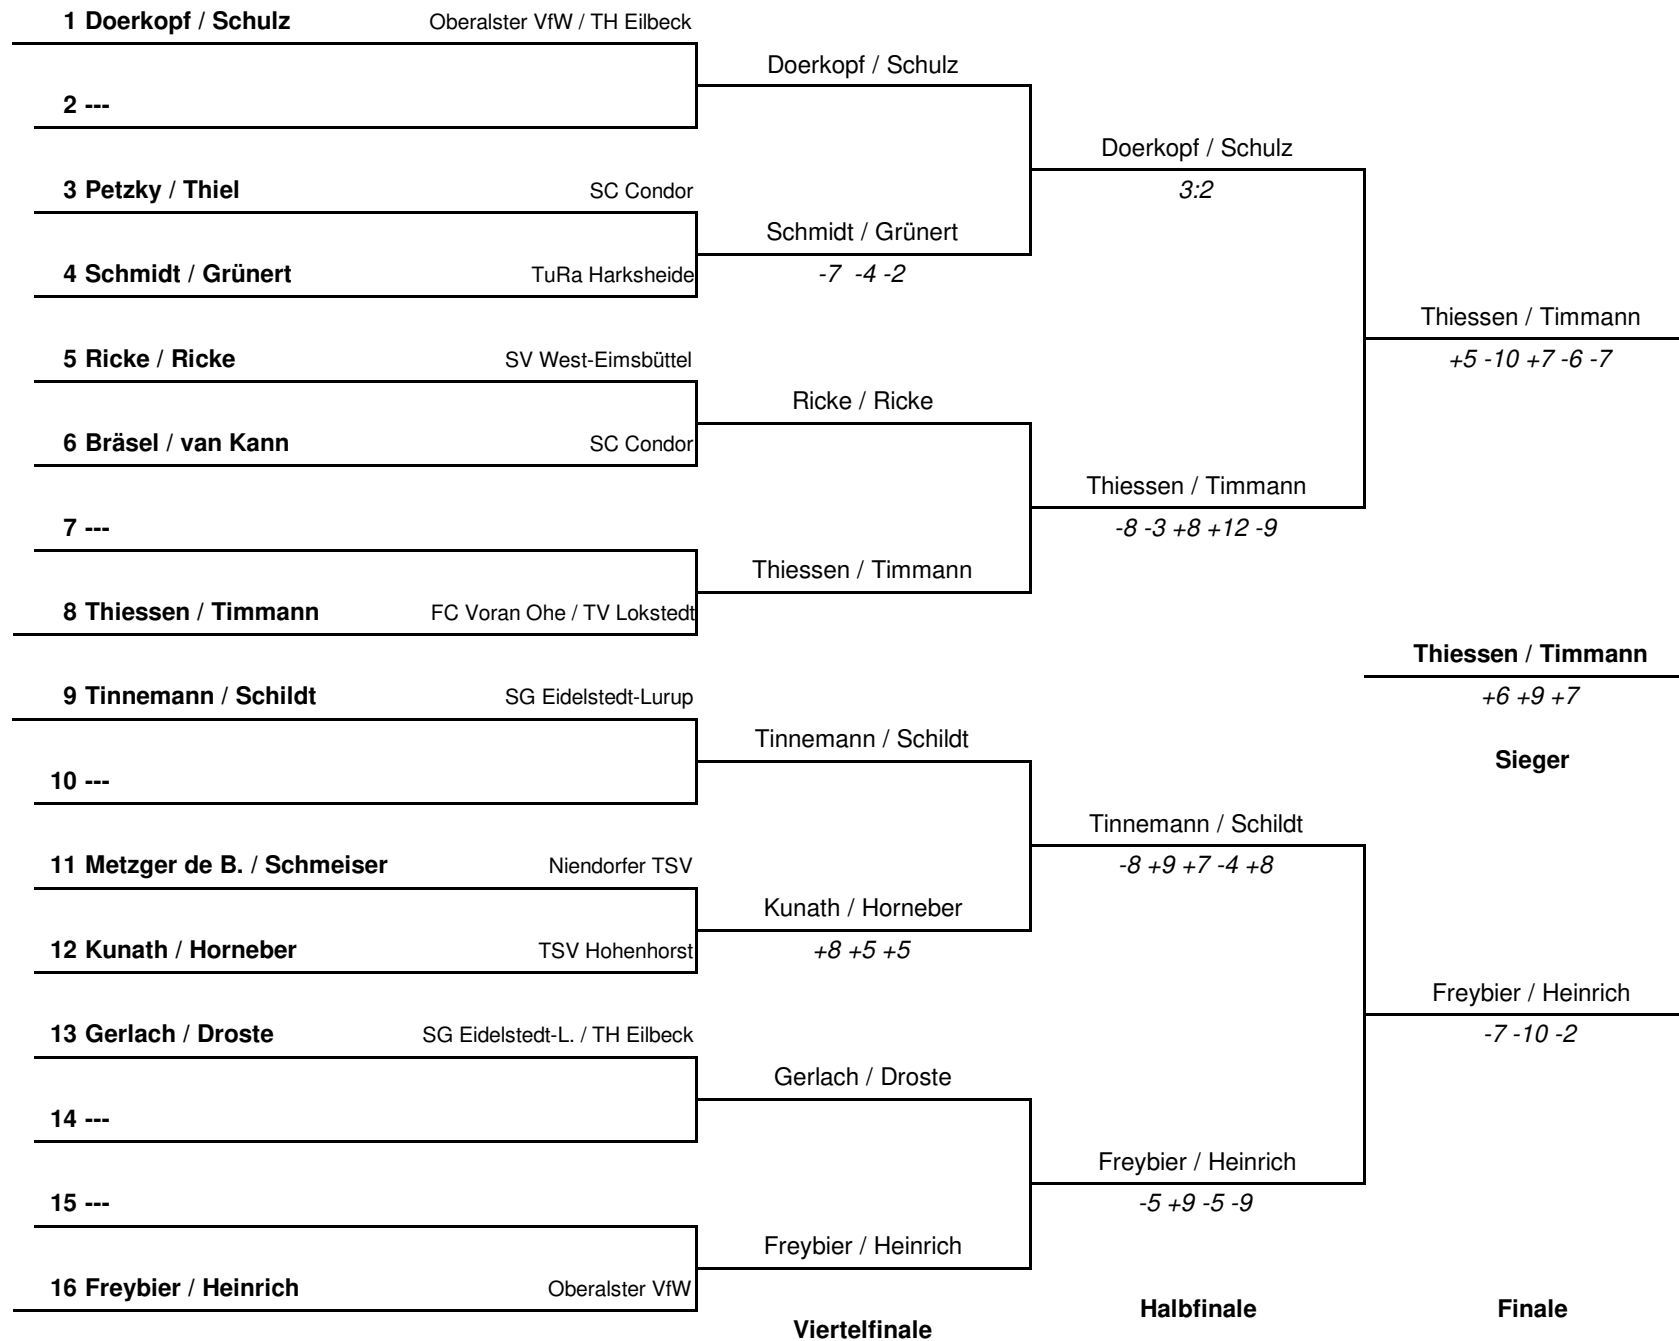 1 Doerkopf / Schulz Oberalster VfW / TH Eilbeck
Doerkopf / Schulz
2 ---
Doerkopf / Schulz
3 Petzky / Thiel SC Condor 3:2
Schmidt / Grünert
4 Schmidt / Grünert TuRa Harksheide -7 -4 -2
Thiessen / Timmann
5 Ricke / Ricke SV West-Eimsbüttel +5 -10 +7 -6 -7
Ricke / Ricke
6 Bräsel / van Kann SC Condor
Thiessen / Timmann
7 --- -8 -3 +8 +12 -9
Thiessen / Timmann
8 Thiessen / Timmann FC Voran Ohe / TV Lokstedt
Thiessen / Timmann
9 Tinnemann / Schildt SG Eidelstedt-Lurup +6 +9 +7
Tinnemann / Schildt
Sieger
10 ---
Tinnemann / Schildt
11 Metzger de B. / Schmeiser Niendorfer TSV -8 +9 +7 -4 +8
Kunath / Horneber
12 Kunath / Horneber TSV Hohenhorst +8 +5 +5
Freybier / Heinrich
13 Gerlach / Droste SG Eidelstedt-L. / TH Eilbeck -7 -10 -2
Gerlach / Droste
14 ---
Freybier / Heinrich
15 --- -5 +9 -5 -9
Freybier / Heinrich
16 Freybier / Heinrich Oberalster VfW
Halbfinale Finale
Viertelfinale